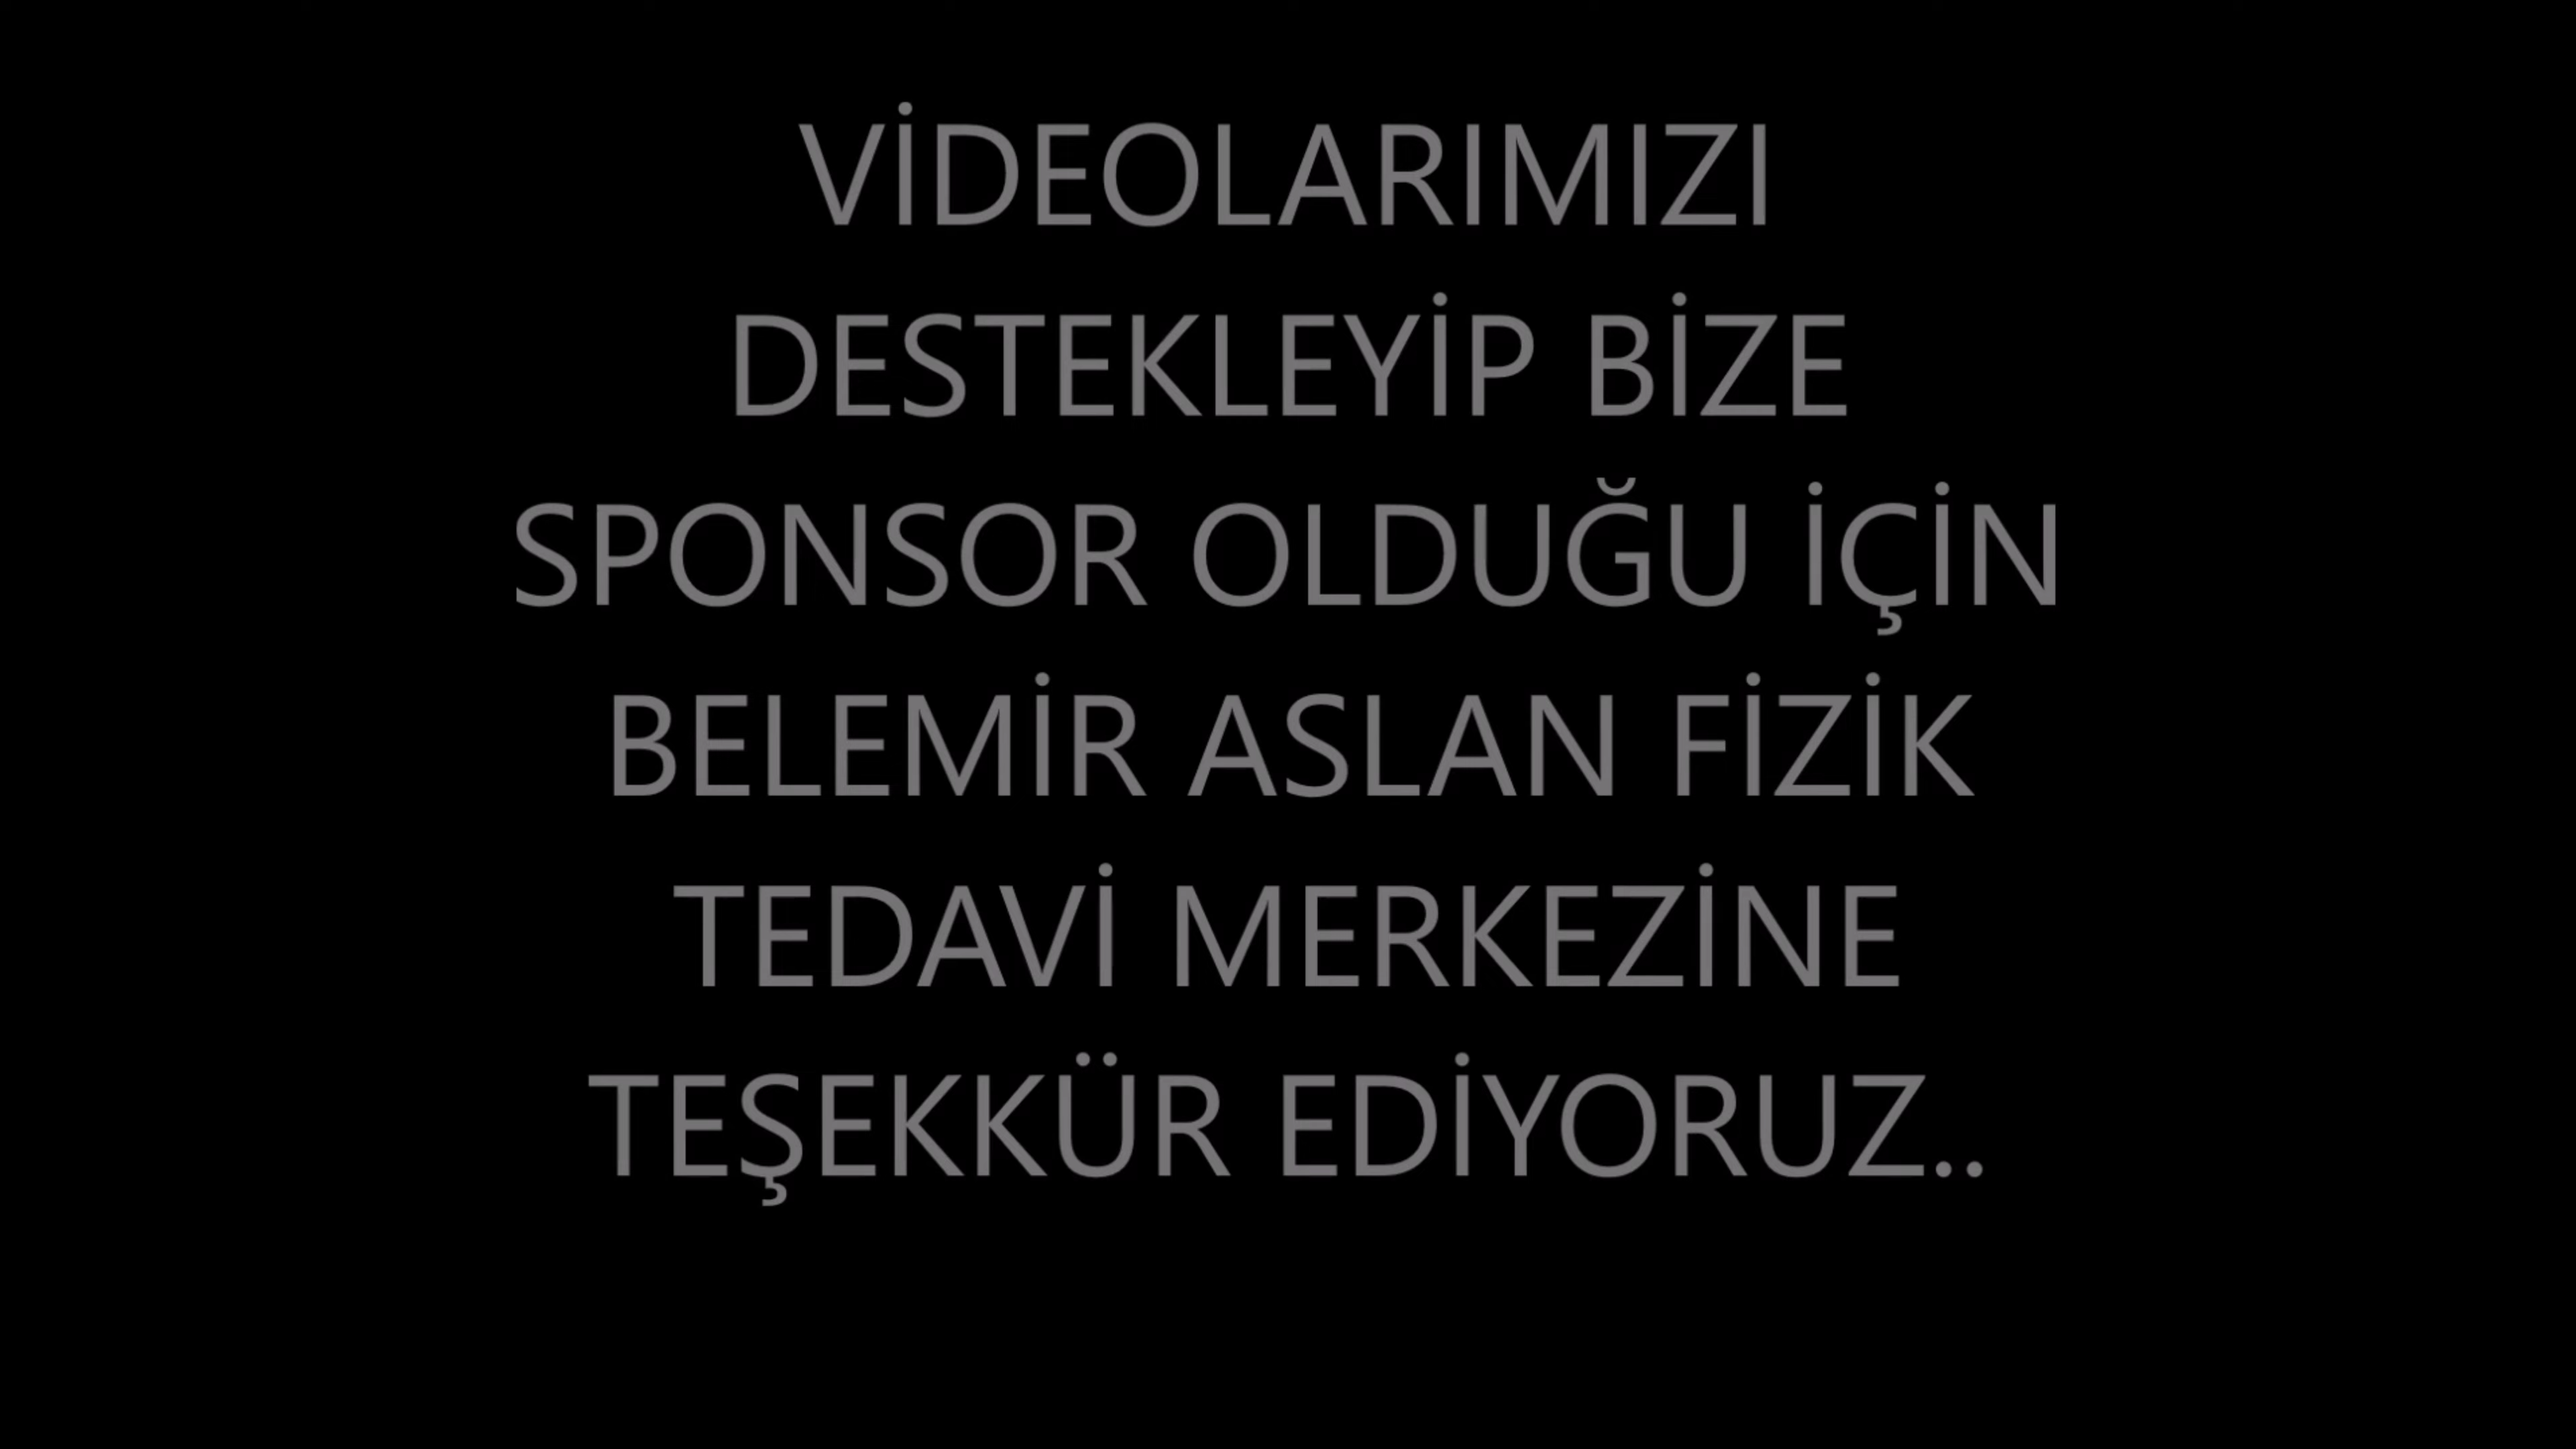 VİDEOLARIMIZI
DESTEKLEYİP BİZE
SPONSOR OLDUĞU İÇİN
BELEMİR ASLAN FİZİK
TEDAVİ MERKEZİNE
TEŞEKKÜR EDİYORUZ..